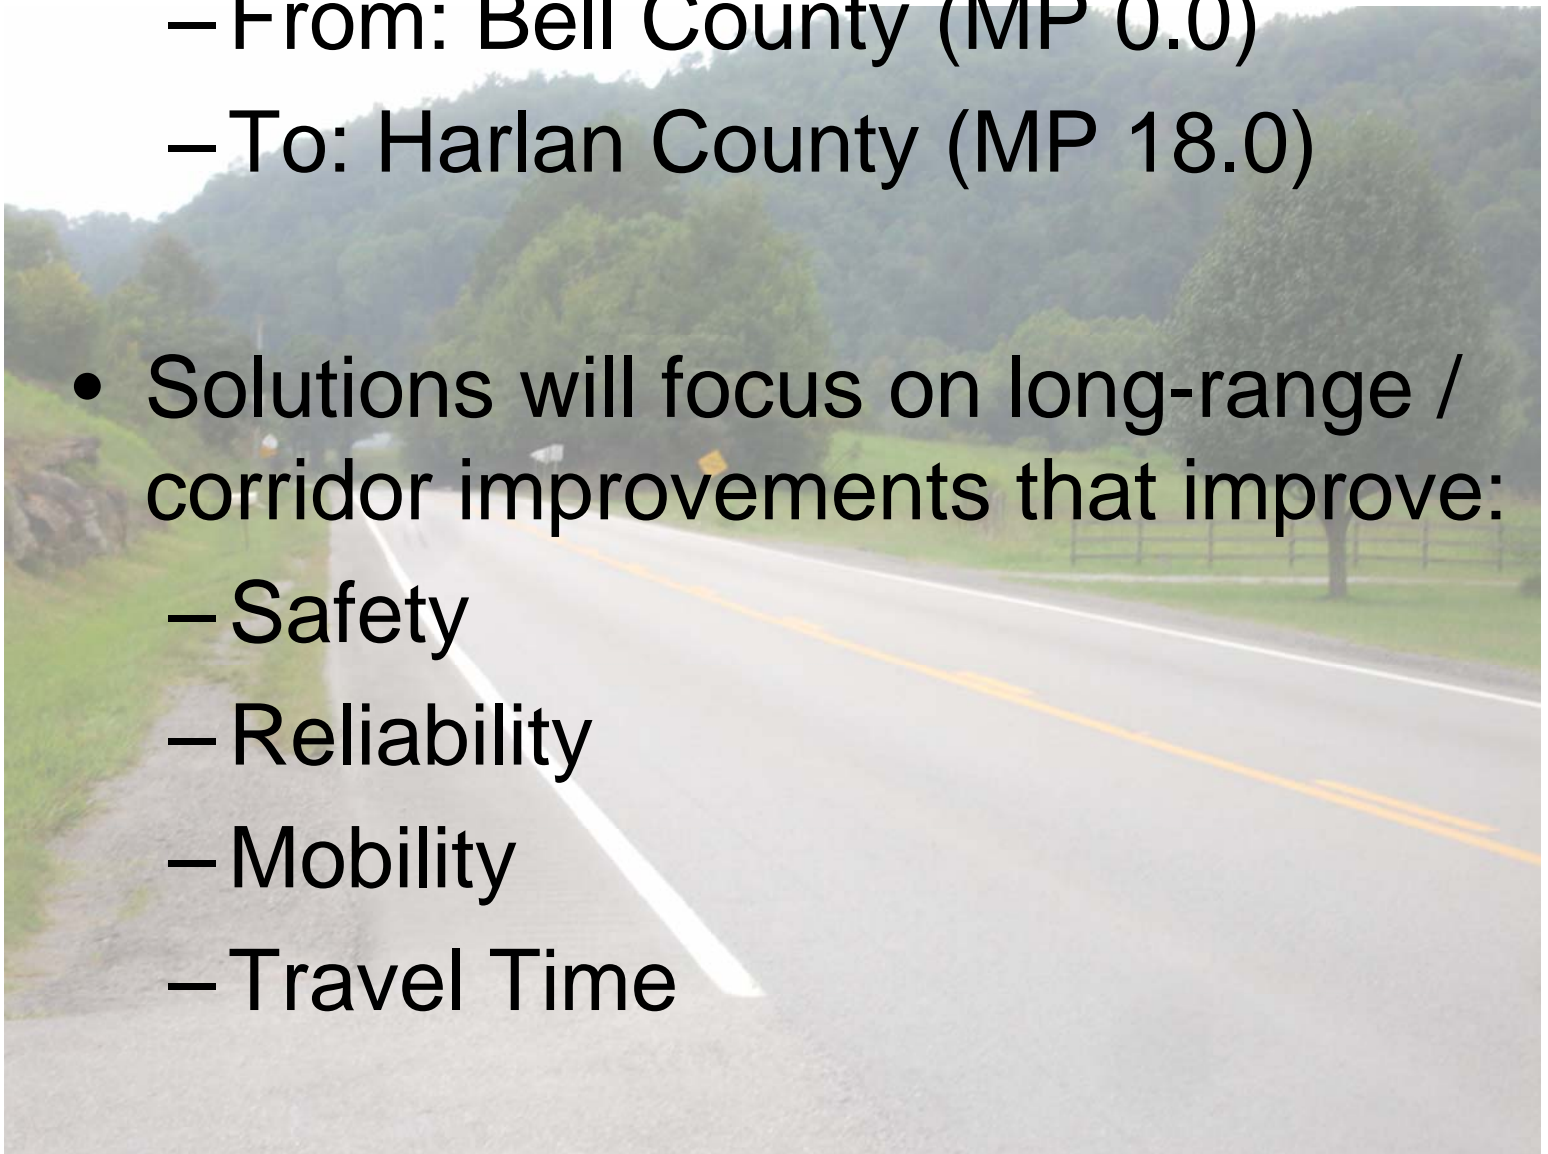 –From: Bell County (MP 0.0)
–To: Harlan County (MP 18.0)
• Solutions will focus on long-range /
corridor improvements that improve:
–Safety
–Reliability
–Mobility
–Travel Time